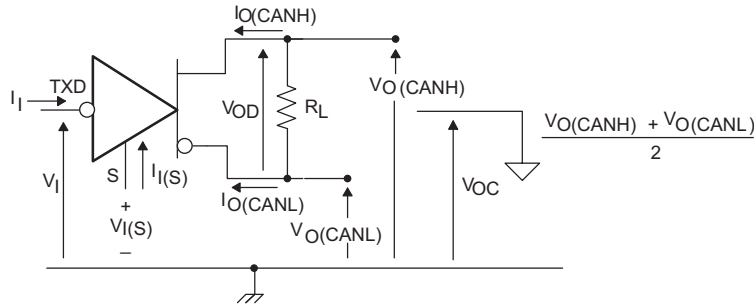 IO(CANH)
TXD
II
VO(CANH)
VOD
RL
VO(CANH) + VO(CANL)
2
VI
S
II(S)
IO(CANL)
VOC
+
VI(S)
–
VO(CANL)